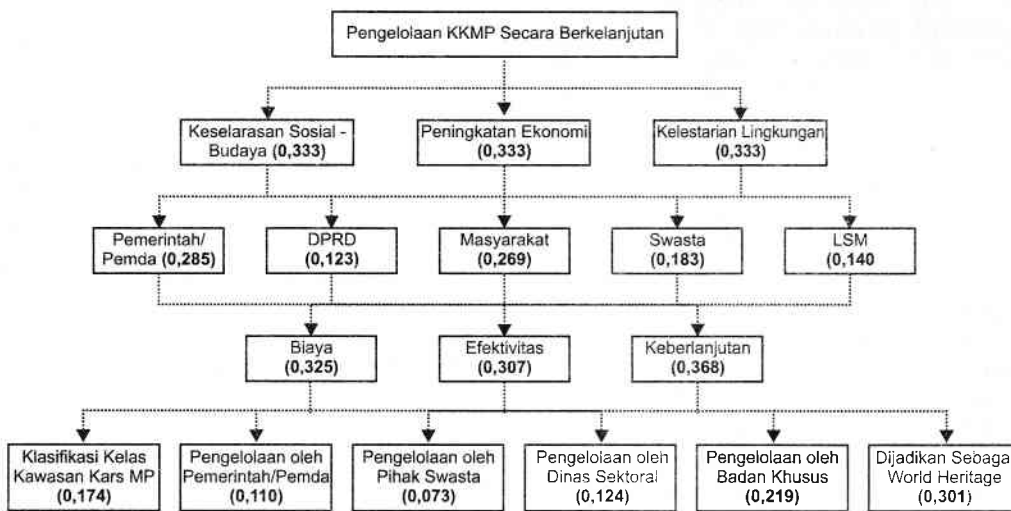 Pengelolaan KKMP Secara Berkelanjutan
Keselarasan Sosial -
Budaya (0,333)
Peningkatan Ekonomi
(0,333)
Kelestarian Lingkungan
(0,333)
Pemerintah/
Pemda (0,285)
DPRD
(0,123)
Masyarakat
(0,269)
Swasta
(0,183)
LSM
(0,140
Biaya
(0,325)
Efektivitas
(0,307)
Keberlanjutan
(0,368)
Klasifikasi Kelas
Kawasan Kars MP
(0,174)
Pengelolaan oleh
Pemerintah/Pemda
(0,110)
Pengelolaan oleh
Pihak Swasta
(0,073)
Pengelolaan oleh
Dinas Sektoral
(0,124)
Pengelolaan oleh
Badan Khusus
(0,219)
Dijadikan Sebaga
World Heritage
(0,301)